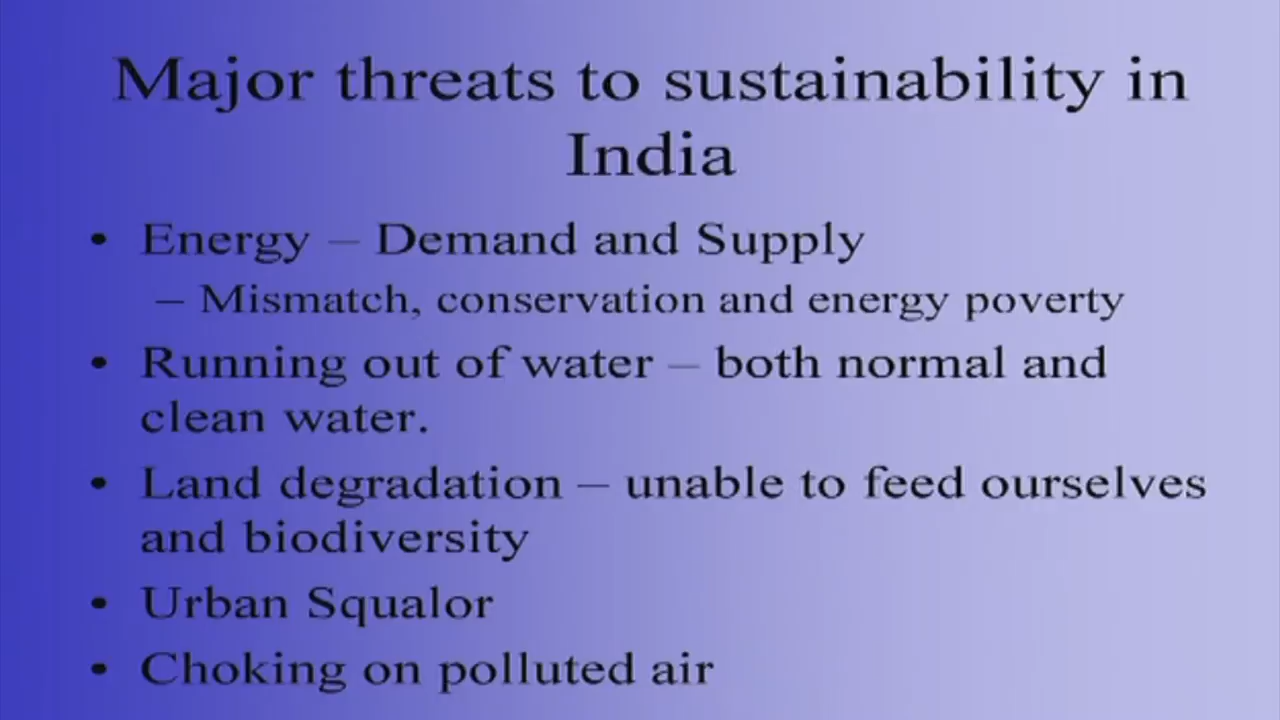 Major threats to sustainability in
India
• Energy – Demand and Supply
– Mismatch, conservation and energy poverty
• Running out of water – both normal and
clean water.
• Land degradation – unable to feed ourselves
and biodiversity
• Urban Squalor
• Choking on polluted air